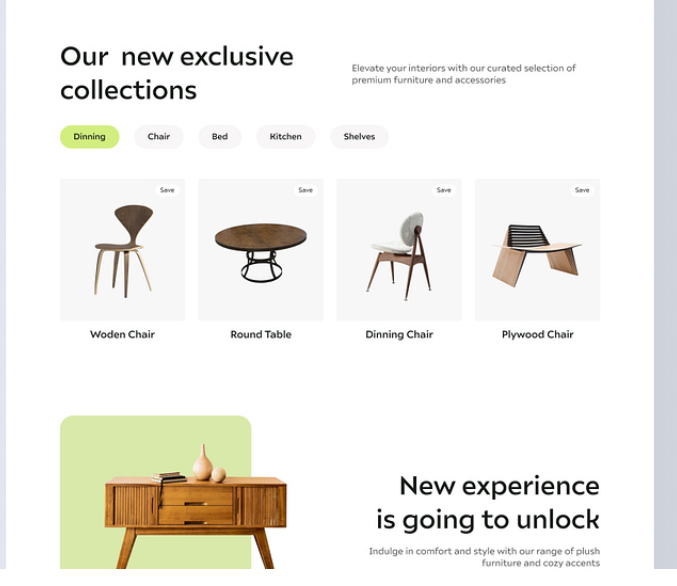 Our new exclusive
collections
Elevate your interiors with our curated selection of
premium furniture and accessories
Dinning
Chair
Bed
Kitchen
Shelves
Save
Save
Save
Save
Woden Chair
Round Table
Dinning Chair
Plywood Chair
New experience
is going to unlock
Indulge in comfort and style with our range of plush
furniture and cozy accents